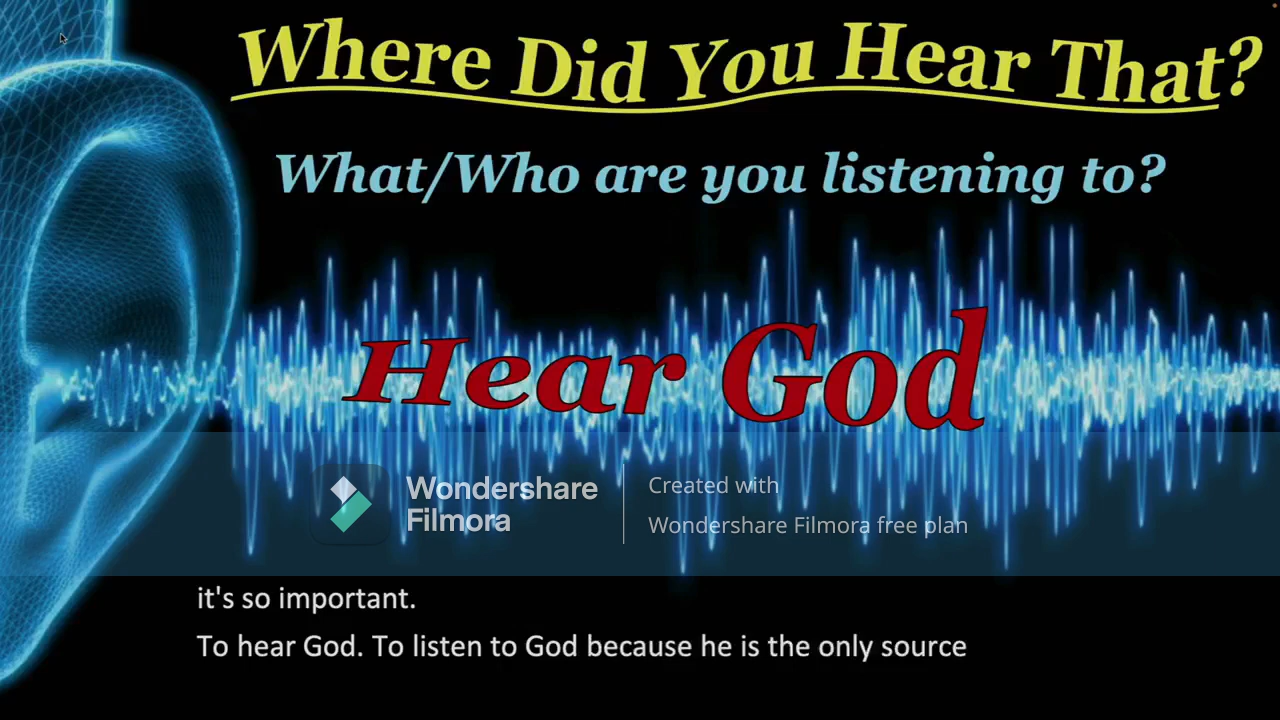 Where Did You Hear That?
What/Who are you listening to?
Hear God
Wondershare
Filmora
Created with
Wondershare Filmora free plan
it's so important.
To hear God. To listen to God because he is the only source